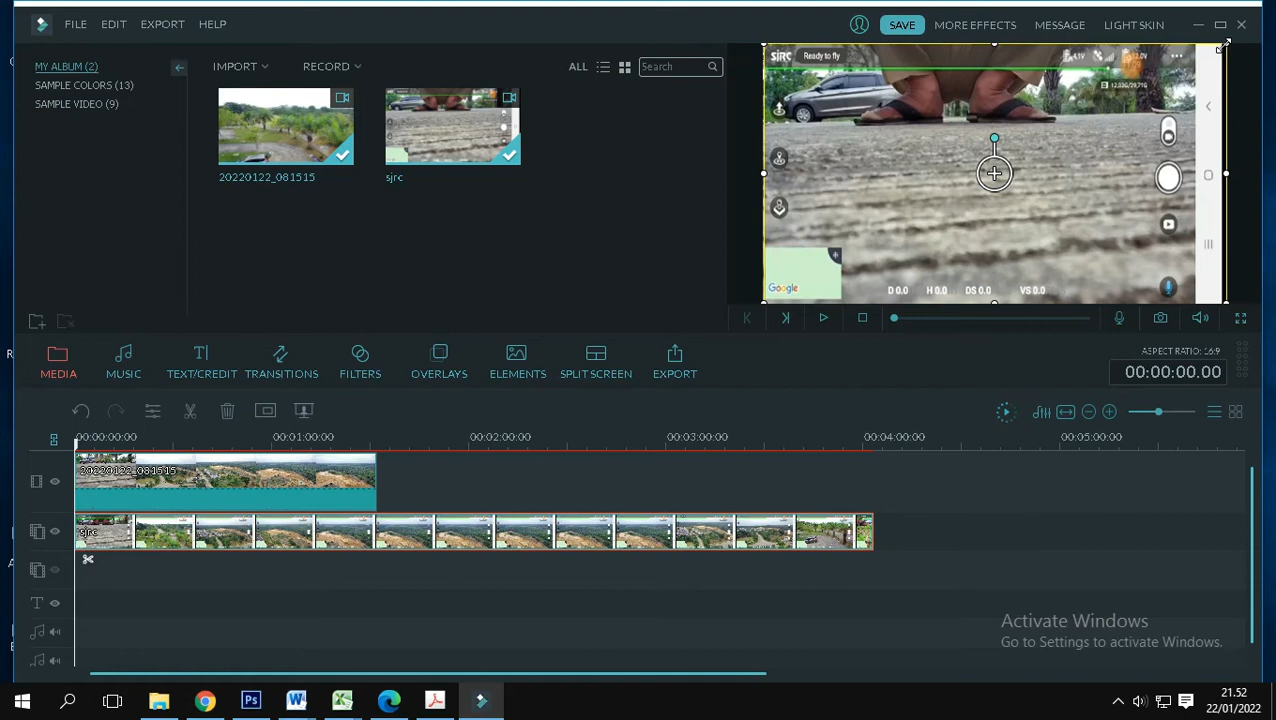 FILE EDIT EXPORT HELP
SAVE MORE EFFECTS MESSAGE LIGHT SKIN
MY ALBUM (2)
SAMPLE COLOR (13)
SAMPLE VIDEO (9)
IMPORT RECORD ALL Search
20220122_081515 sjrc
SJRC Ready to fly
Google
D 0.0 H 0.0 DS 0.0 VS 0.0
MEDIA MUSIC TEXT/CREDIT TRANSITIONS FILTERS OVERLAYS ELEMENTS SPLIT SCREEN EXPORT
ASPECT RATIO: 16:9
00:00:00.00
00:00:00:00 00:01:00:00 00:02:00:00 00:03:00:00 00:04:00:00 00:05:00:00
20220122_081515
sjrc
T
Activate Windows
Go to Settings to activate Windows.
21.52
22/01/2022